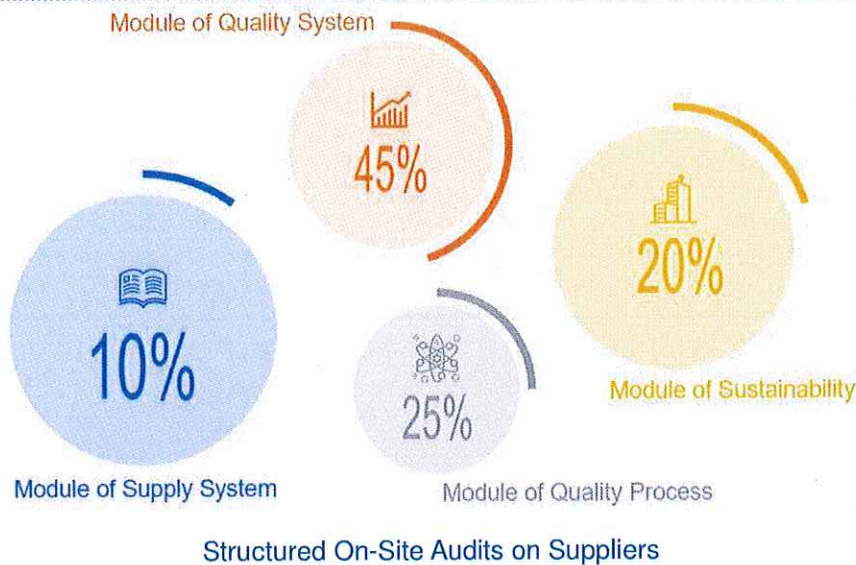 Module of Quality System
45%
20%
Module of Sustainability
10%
Module of Supply System
25%
Module of Quality Process
Structured On-Site Audits on Suppliers